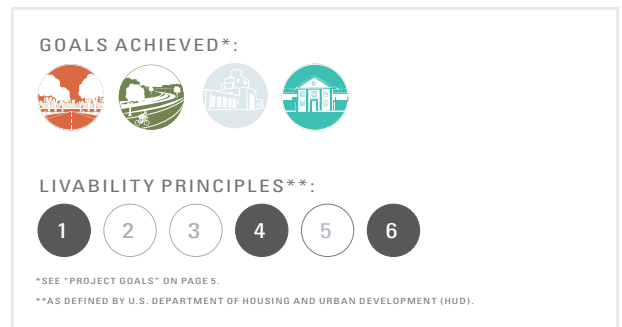 GOALS ACHIEVED*:
LIVABILITY PRINCIPLES**:
1 2 3 4 5 6
*SEE "PROJECT GOALS" ON PAGE 5.
**AS DEFINED BY U.S. DEPARTMENT OF HOUSING AND URBAN DEVELOPMENT (HUD).